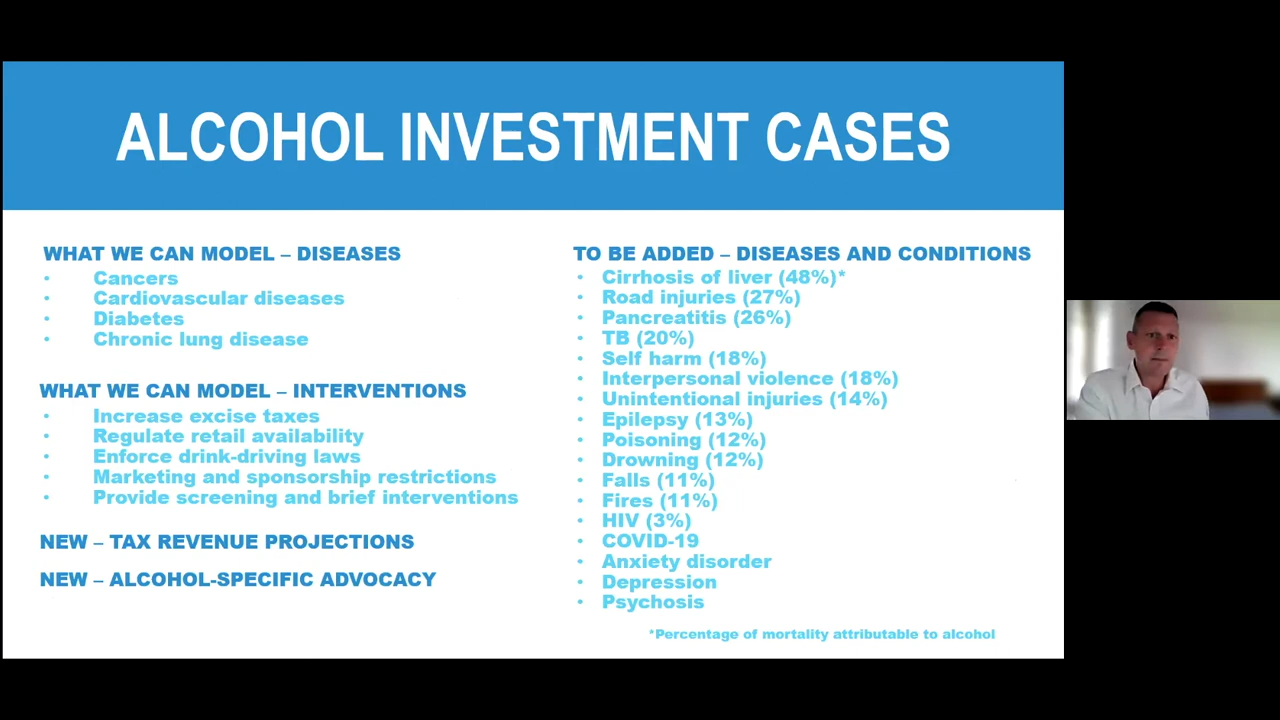 ALCOHOL INVESTMENT CASES
WHAT WE CAN MODEL – DISEASES
• Cancers
• Cardiovascular diseases
• Diabetes
• Chronic lung disease
WHAT WE CAN MODEL – INTERVENTIONS
• Increase excise taxes
• Regulate retail availability
• Enforce drink-driving laws
• Marketing and sponsorship restrictions
• Provide screening and brief interventions
NEW – TAX REVENUE PROJECTIONS
NEW – ALCOHOL-SPECIFIC ADVOCACY
TO BE ADDED – DISEASES AND CONDITIONS
• Cirrhosis of liver (48%)*
• Road injuries (27%)
• Pancreatitis (26%)
• TB (20%)
• Self harm (18%)
• Interpersonal violence (18%)
• Unintentional injuries (14%)
• Epilepsy (13%)
• Poisoning (12%)
• Drowning (12%)
• Falls (11%)
• Fires (11%)
• HIV (3%)
• COVID-19
• Anxiety disorder
• Depression
• Psychosis
*Percentage of mortality attributable to alcohol